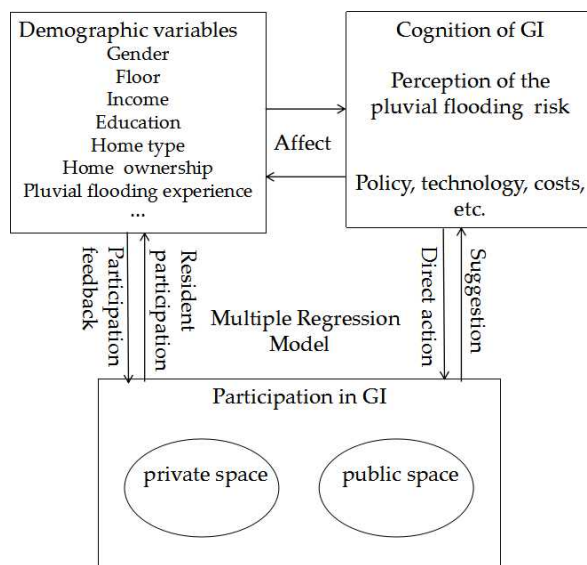 Demographic variables
Gender
Floor
Income
Education
Home type
Home ownership
Pluvial flooding experience
...
Cognition of GI
Perception of the
pluvial flooding risk
Policy, technology, costs,
etc.
Affect
Participation
feedback
Resident
participation
Multiple Regression
Model
Direct action
Suggestion
Participation in GI
private space
public space